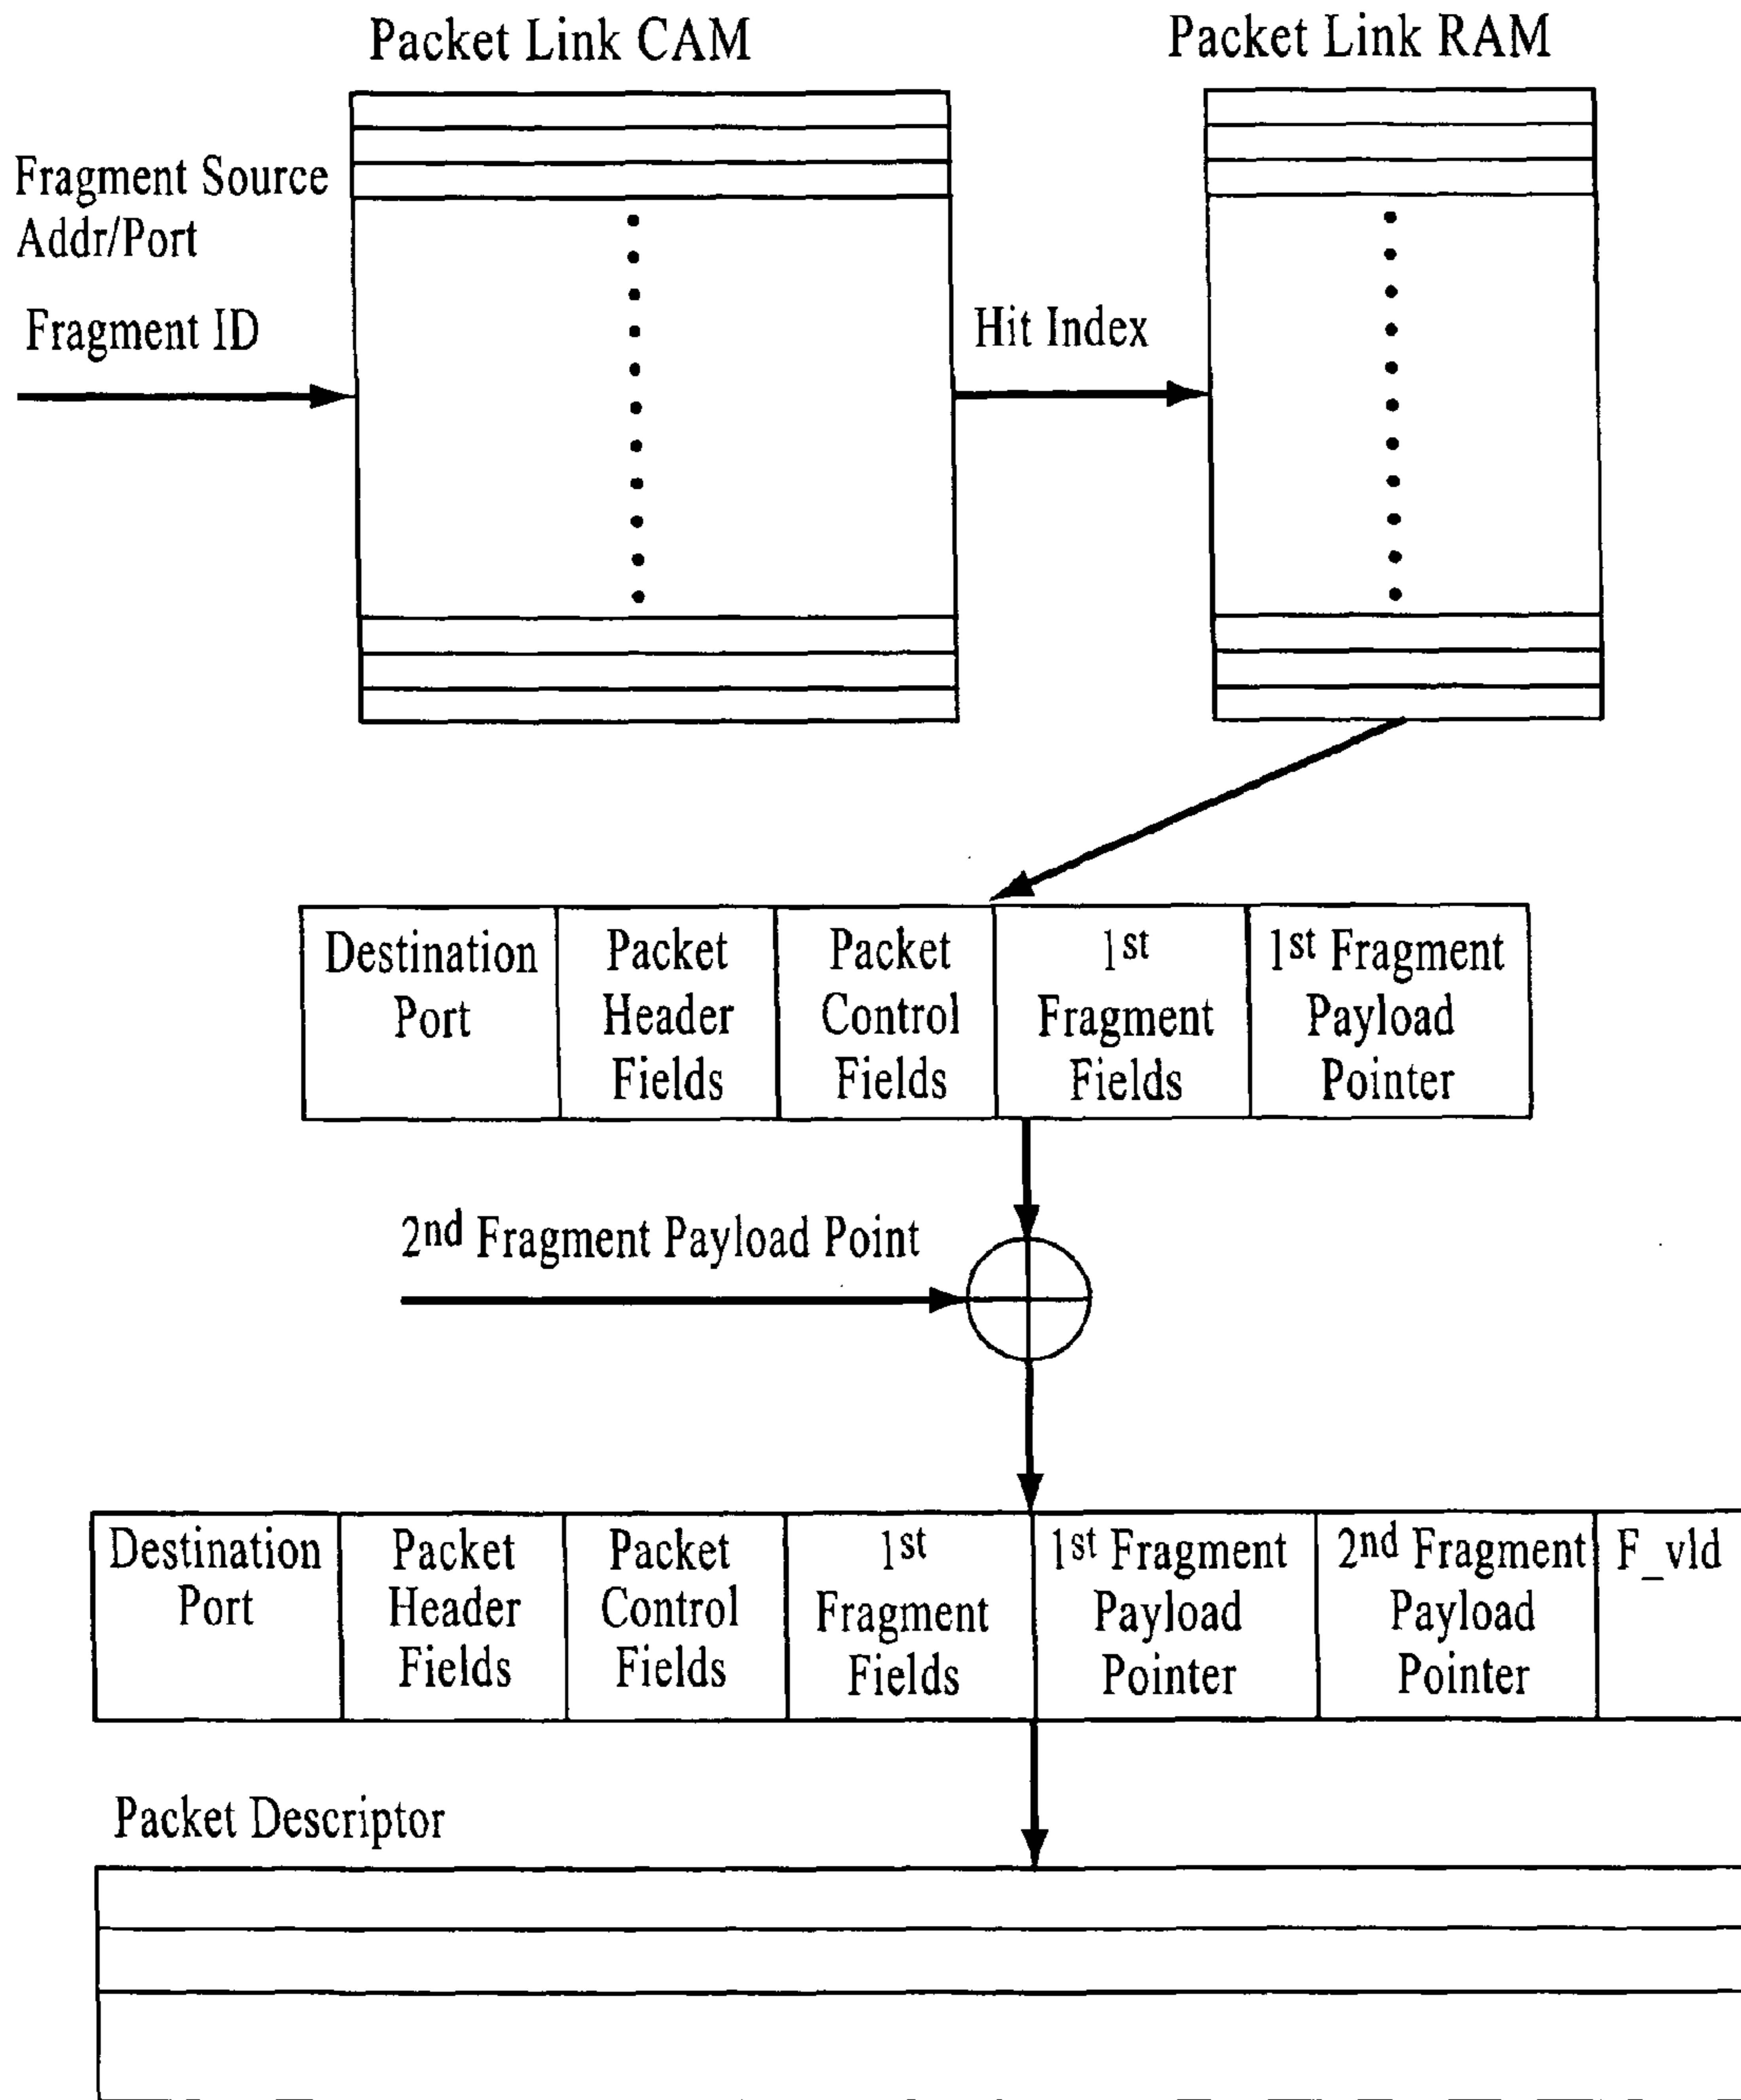 Packet Link CAM
Packet Link RAM
Fragment Source
Addr/Port
Fragment ID
Hit Index
Destination
Port
Packet
Header
Fields
Packet
Control
Fields
1st
Fragment
Fields
1st Fragment
Payload
Pointer
2nd Fragment Payload Point
Destination
Port
Packet
Header
Fields
Packet
Control
Fields
1st
Fragment
Fields
1st Fragment
Payload
Pointer
2nd Fragment
Payload
Pointer
F_vld
Packet Descriptor